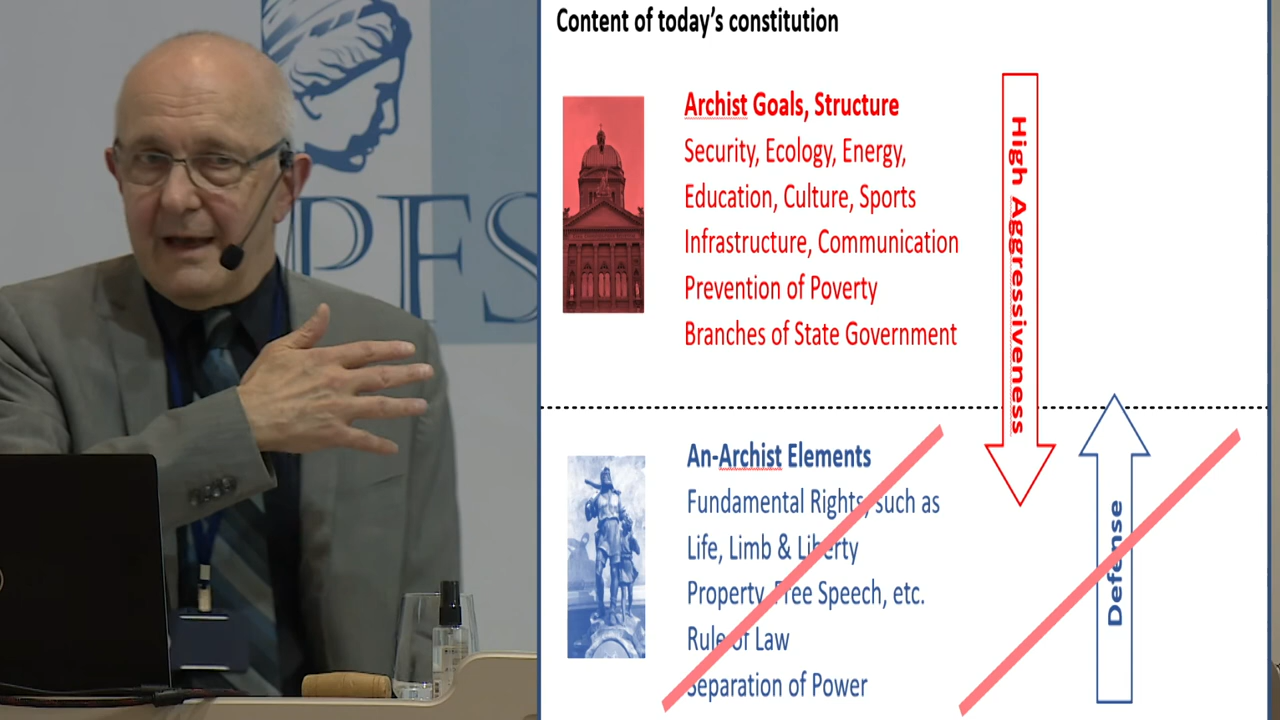 PFS
Content of today's constitution
Archist Goals, Structure
Security, Ecology, Energy,
Education, Culture, Sports
Infrastructure, Communication
Prevention of Poverty
Branches of State Government
High Aggressiveness
An-Archist Elements
Fundamental Rights, such as
Life, Limb & Liberty
Property, Free Speech, etc.
Rule of Law
Separation of Power
Defense